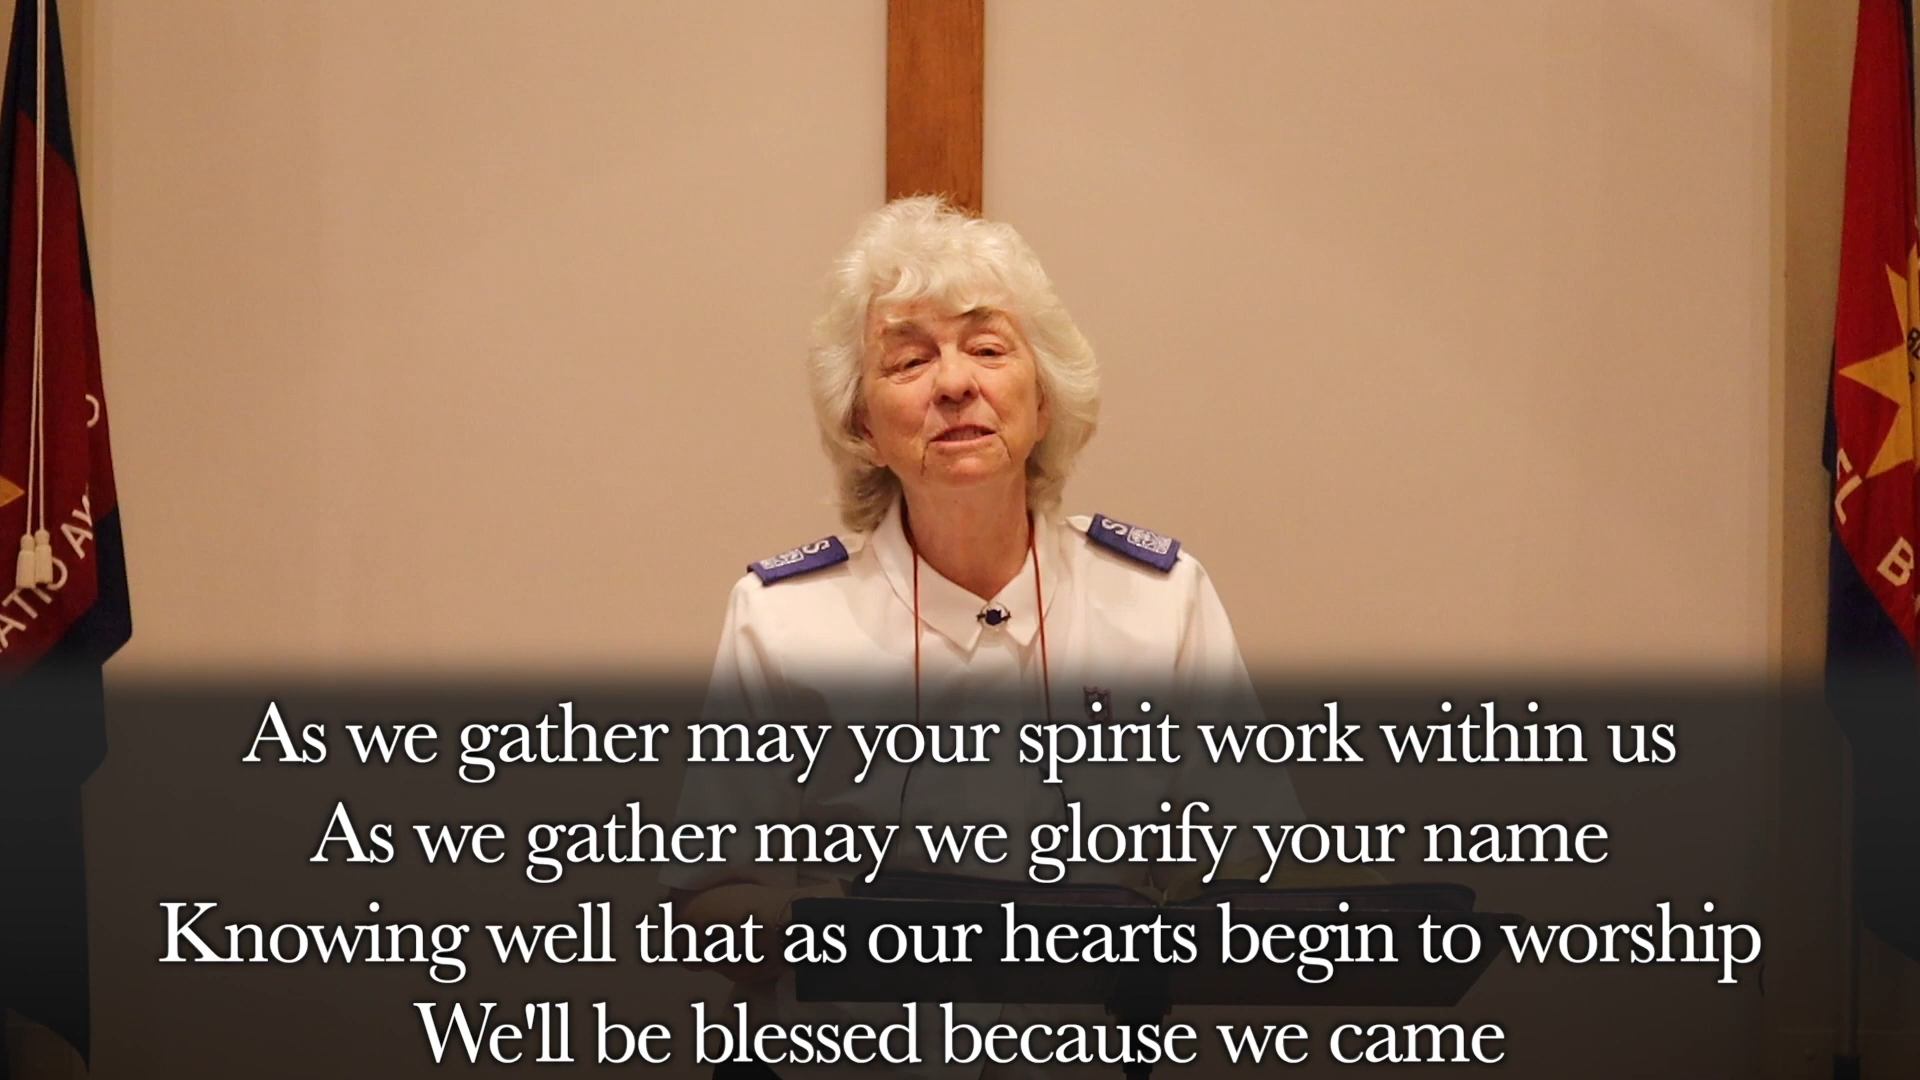 As we gather may your spirit work within us
As we gather may we glorify your name
Knowing well that as our hearts begin to worship
We'll be blessed because we came
S
S
EL
B